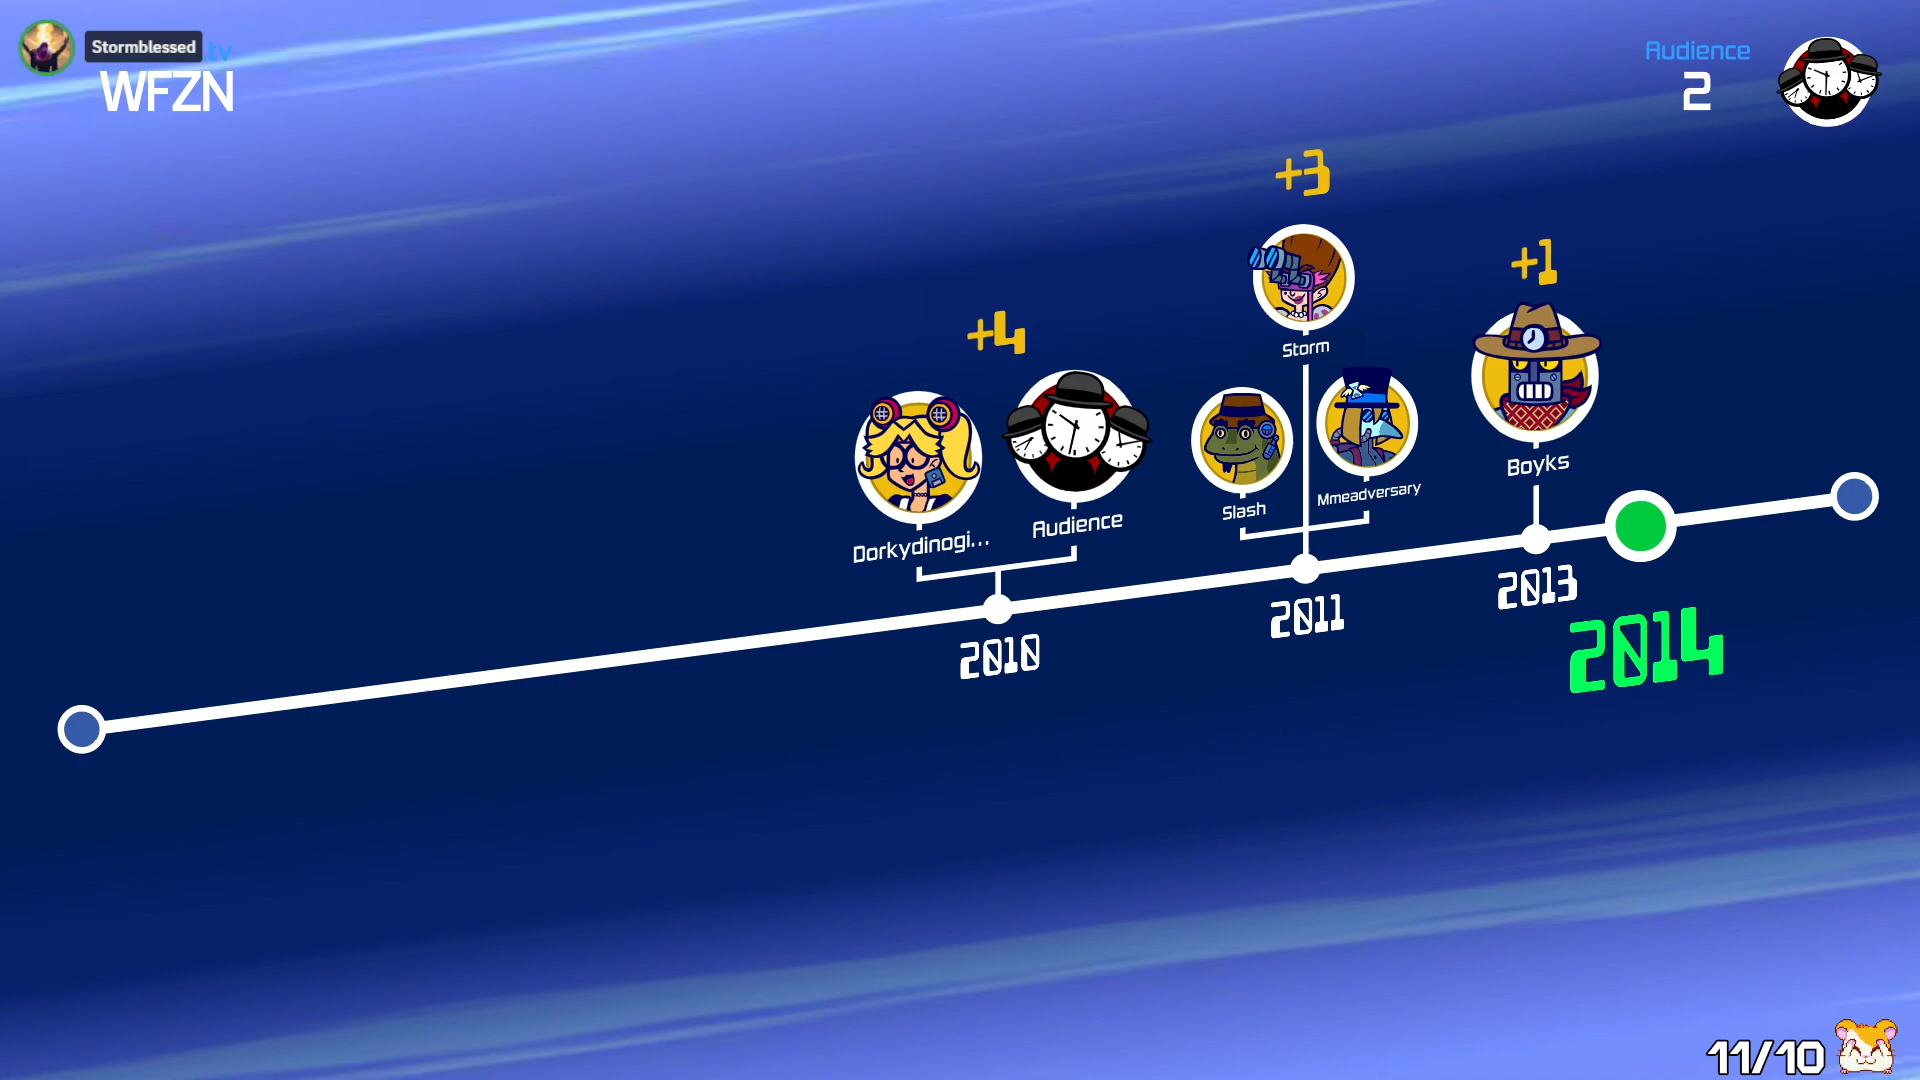 Stormblessed
.tv
WFZN
Audience
2
+3
+1
+4
Storm
Boyks
Mmeadversary
Slash
Audience
Dorkydinogi...
2013
2011
2014
2010
11/10